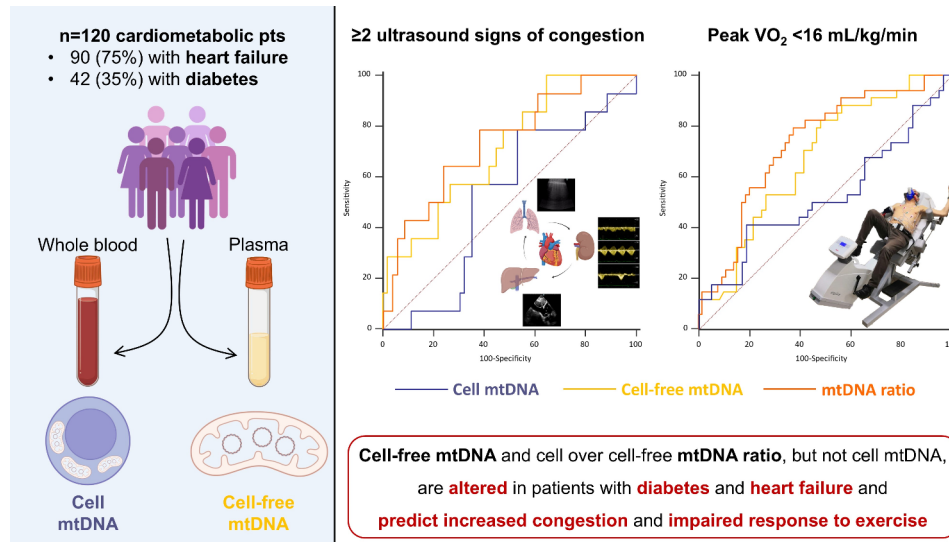 n=120 cardiometabolic pts
• 90 (75%) with heart failure
• 42 (35%) with diabetes
Whole blood
Plasma
Cell
mtDNA
Cell-free
mtDNA
≥2 ultrasound signs of congestion
100
80
60
40
20
0
Sensitivity
0
20
40
60
80
100
100-Specificity
Peak VO₂ <16 mL/kg/min
100
80
60
40
20
0
Sensitivity
0
20
40
60
80
100-Specificity
Cell mtDNA
Cell-free mtDNA
mtDNA ratio
Cell-free mtDNA and cell over cell-free mtDNA ratio, but not cell mtDNA,
are altered in patients with diabetes and heart failure and
predict increased congestion and impaired response to exercise